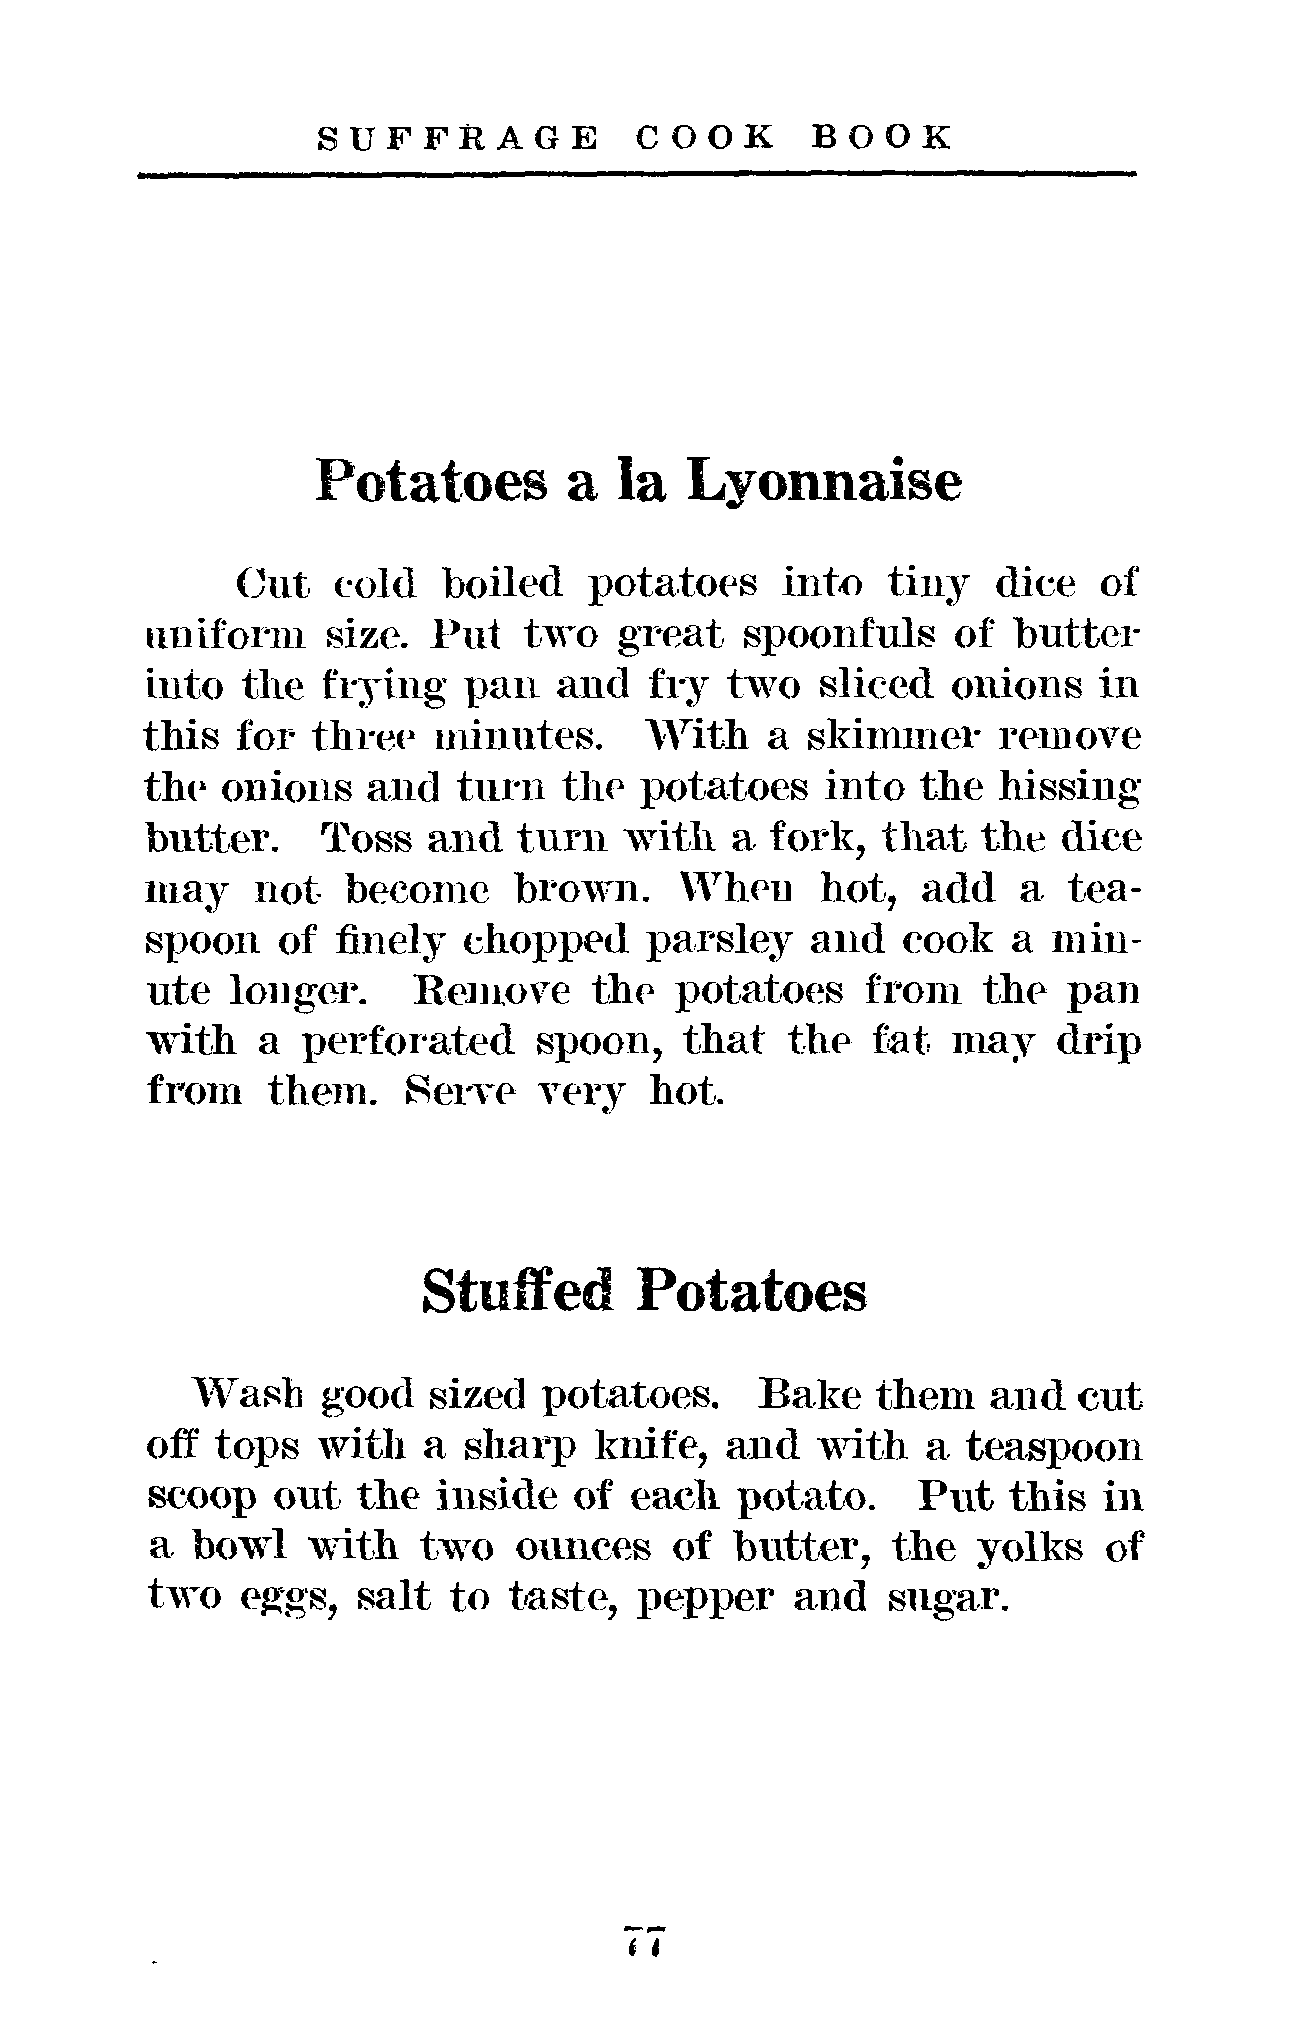 SUFFRAGE COOK BOOK
Potatoes a la Lyonnaise
Cut cold boiled potatoes into tiny dice of
uniform size. Put two great spoonfuls of butter
into the frying pan and fry two sliced onions in
this for three minutes. With a skimmer remove
the onions and turn the potatoes into the hissing
butter. Toss and turn with a fork, that the dice
may not become brown. When hot, add a tea-
spoon of finely chopped parsley and cook a min-
ute longer. Remove the potatoes from the pan
with a perforated spoon, that the fat may drip
from them. Serve very hot.
Stuffed Potatoes
Wash good sized potatoes. Bake them and cut
off tops with a sharp knife, and with a teaspoon
scoop out the inside of each potato. Put this in
a bowl with two ounces of butter, the yolks of
two eggs, salt to taste, pepper and sugar.
77